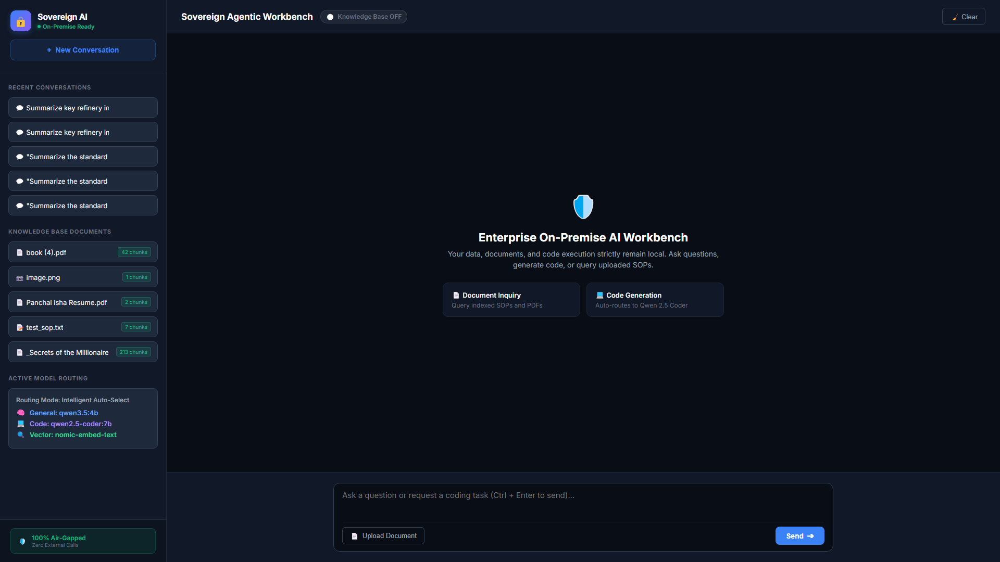 Sovereign AI
On-Premise Ready
+ New Conversation
RECENT CONVERSATIONS
Summarize key refinery in
Summarize key refinery in
"Summarize the standard
"Summarize the standard
"Summarize the standard
KNOWLEDGE BASE DOCUMENTS
book (4).pdf 42 chunks
image.png 1 chunks
Panchal Isha Resume.pdf 2 chunks
test_sop.txt 7 chunks
_Secrets of the Millionaire 213 chunks
ACTIVE MODEL ROUTING
Routing Mode: Intelligent Auto-Select
General: qwen3.5:4b
Code: qwen2.5-coder:7b
Vector: nomic-embed-text
100% Air-Gapped
Zero External Calls
Sovereign Agentic Workbench Knowledge Base OFF Clear
Enterprise On-Premise AI Workbench
Your data, documents, and code execution strictly remain local. Ask questions,
generate code, or query uploaded SOPs.
Document Inquiry
Query indexed SOPs and PDFs
Code Generation
Auto-routes to Qwen 2.5 Coder
Ask a question or request a coding task (Ctrl + Enter to send)...
Upload Document Send ➔